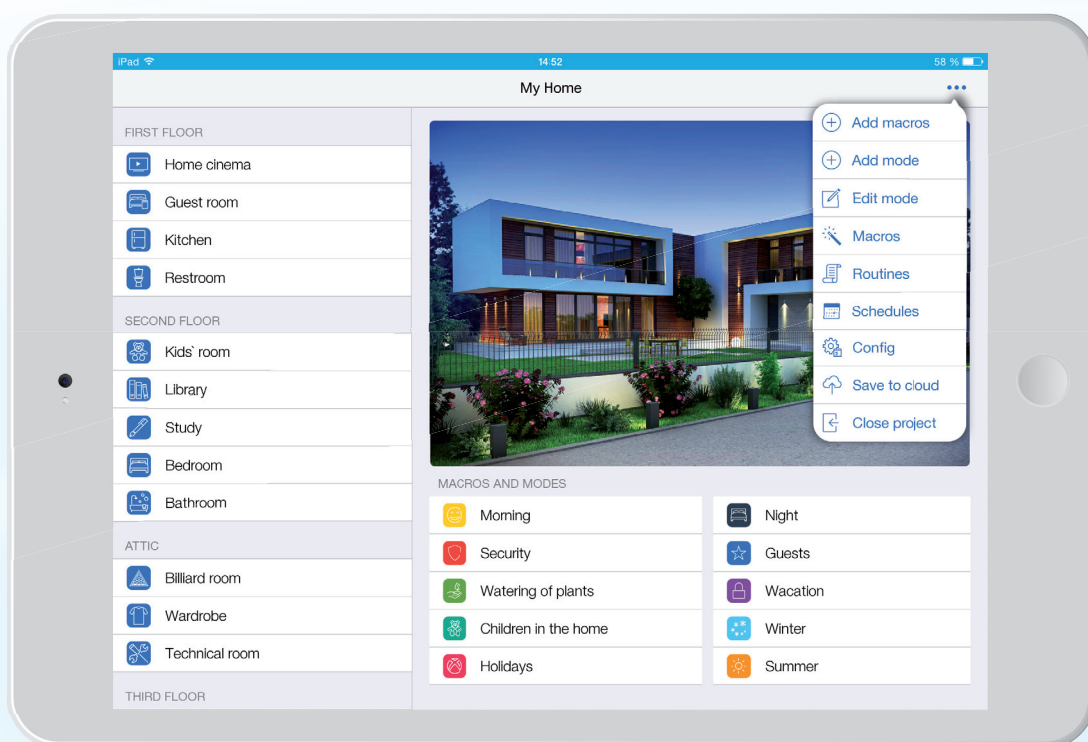 iPad
14:52
58 %
My Home
FIRST FLOOR
Home cinema
Guest room
Kitchen
Restroom
SECOND FLOOR
Kids` room
Library
Study
Bedroom
Bathroom
ATTIC
Billiard room
Wardrobe
Technical room
THIRD FLOOR
Add macros
Add mode
Edit mode
Macros
Routines
Schedules
Config
Save to cloud
Close project
MACROS AND MODES
Morning
Night
Security
Guests
Watering of plants
Wacation
Children in the home
Winter
Holidays
Summer